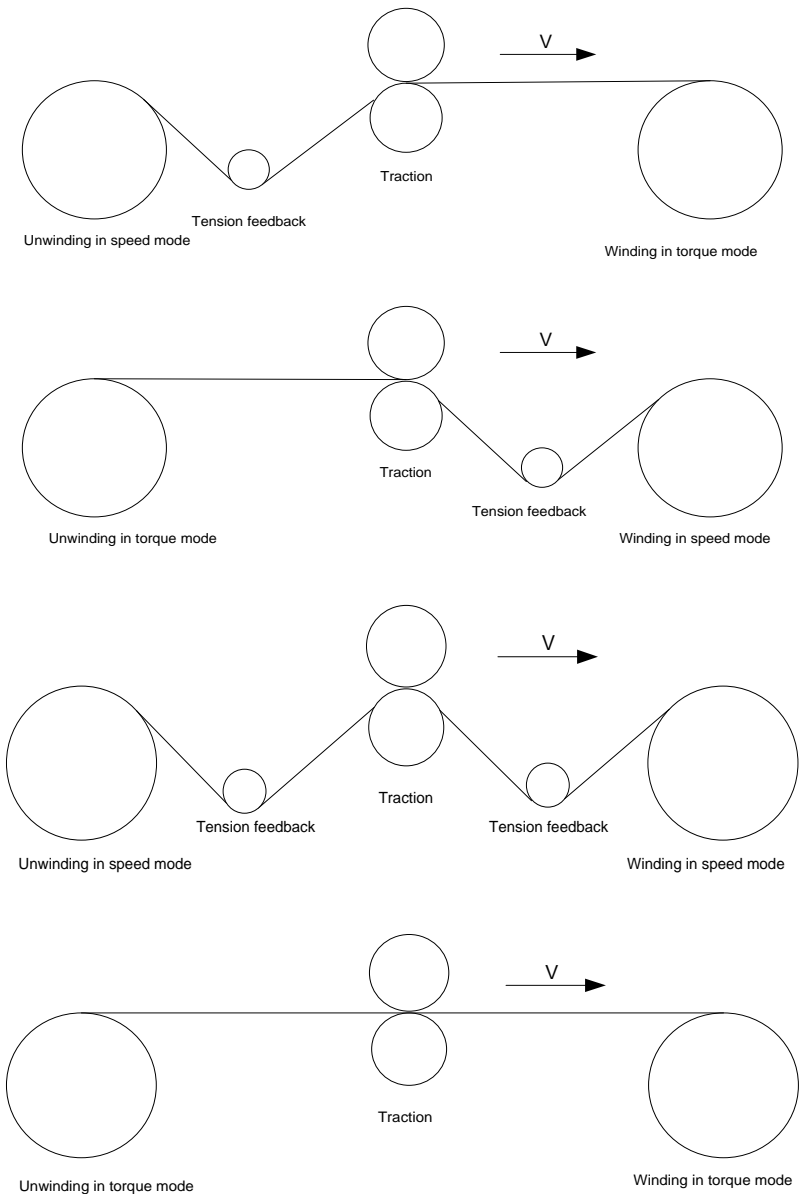 V
Traction
Tension feedback
Unwinding in speed mode
Winding in torque mode
V
Traction
Tension feedback
Unwinding in torque mode
Winding in speed mode
V
Traction
Tension feedback
Tension feedback
Unwinding in speed mode
Winding in speed mode
V
Traction
Unwinding in torque mode
Winding in torque mode